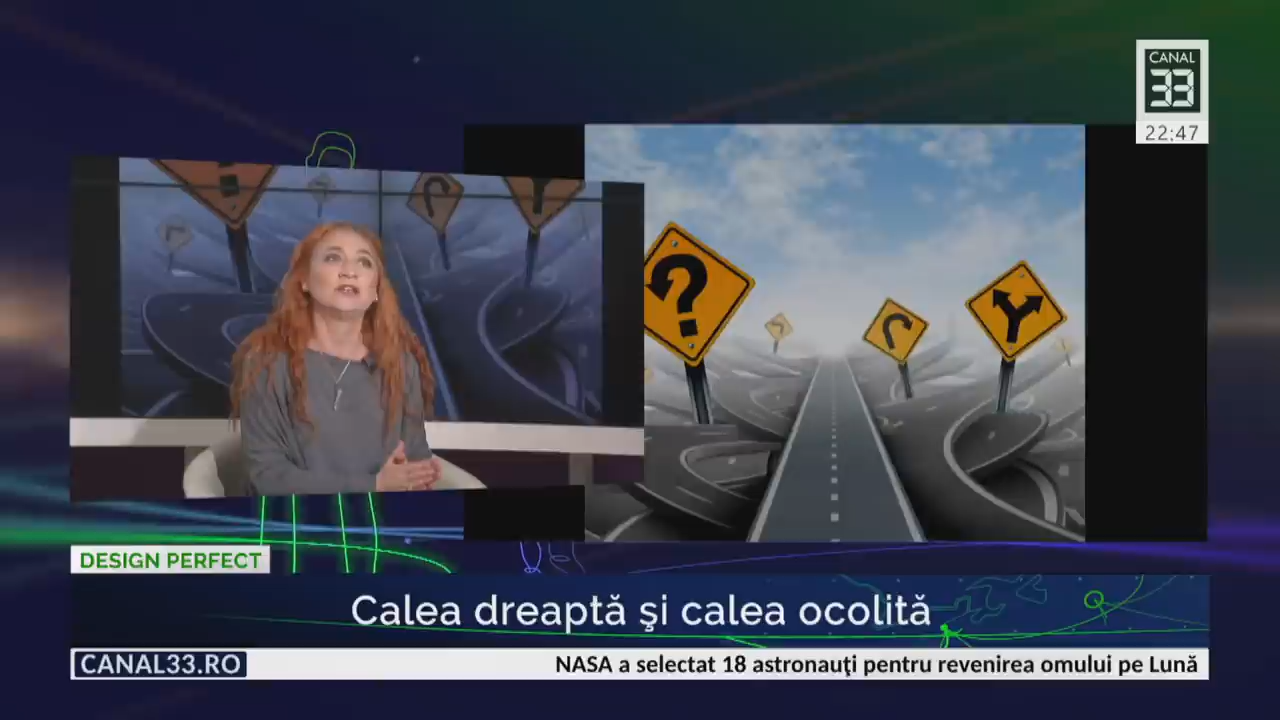 CANAL
33
22:47
?
DESIGN PERFECT
Calea dreaptă şi calea ocolită
CANAL33.RO
NASA a selectat 18 astronauţi pentru revenirea omului pe Lună